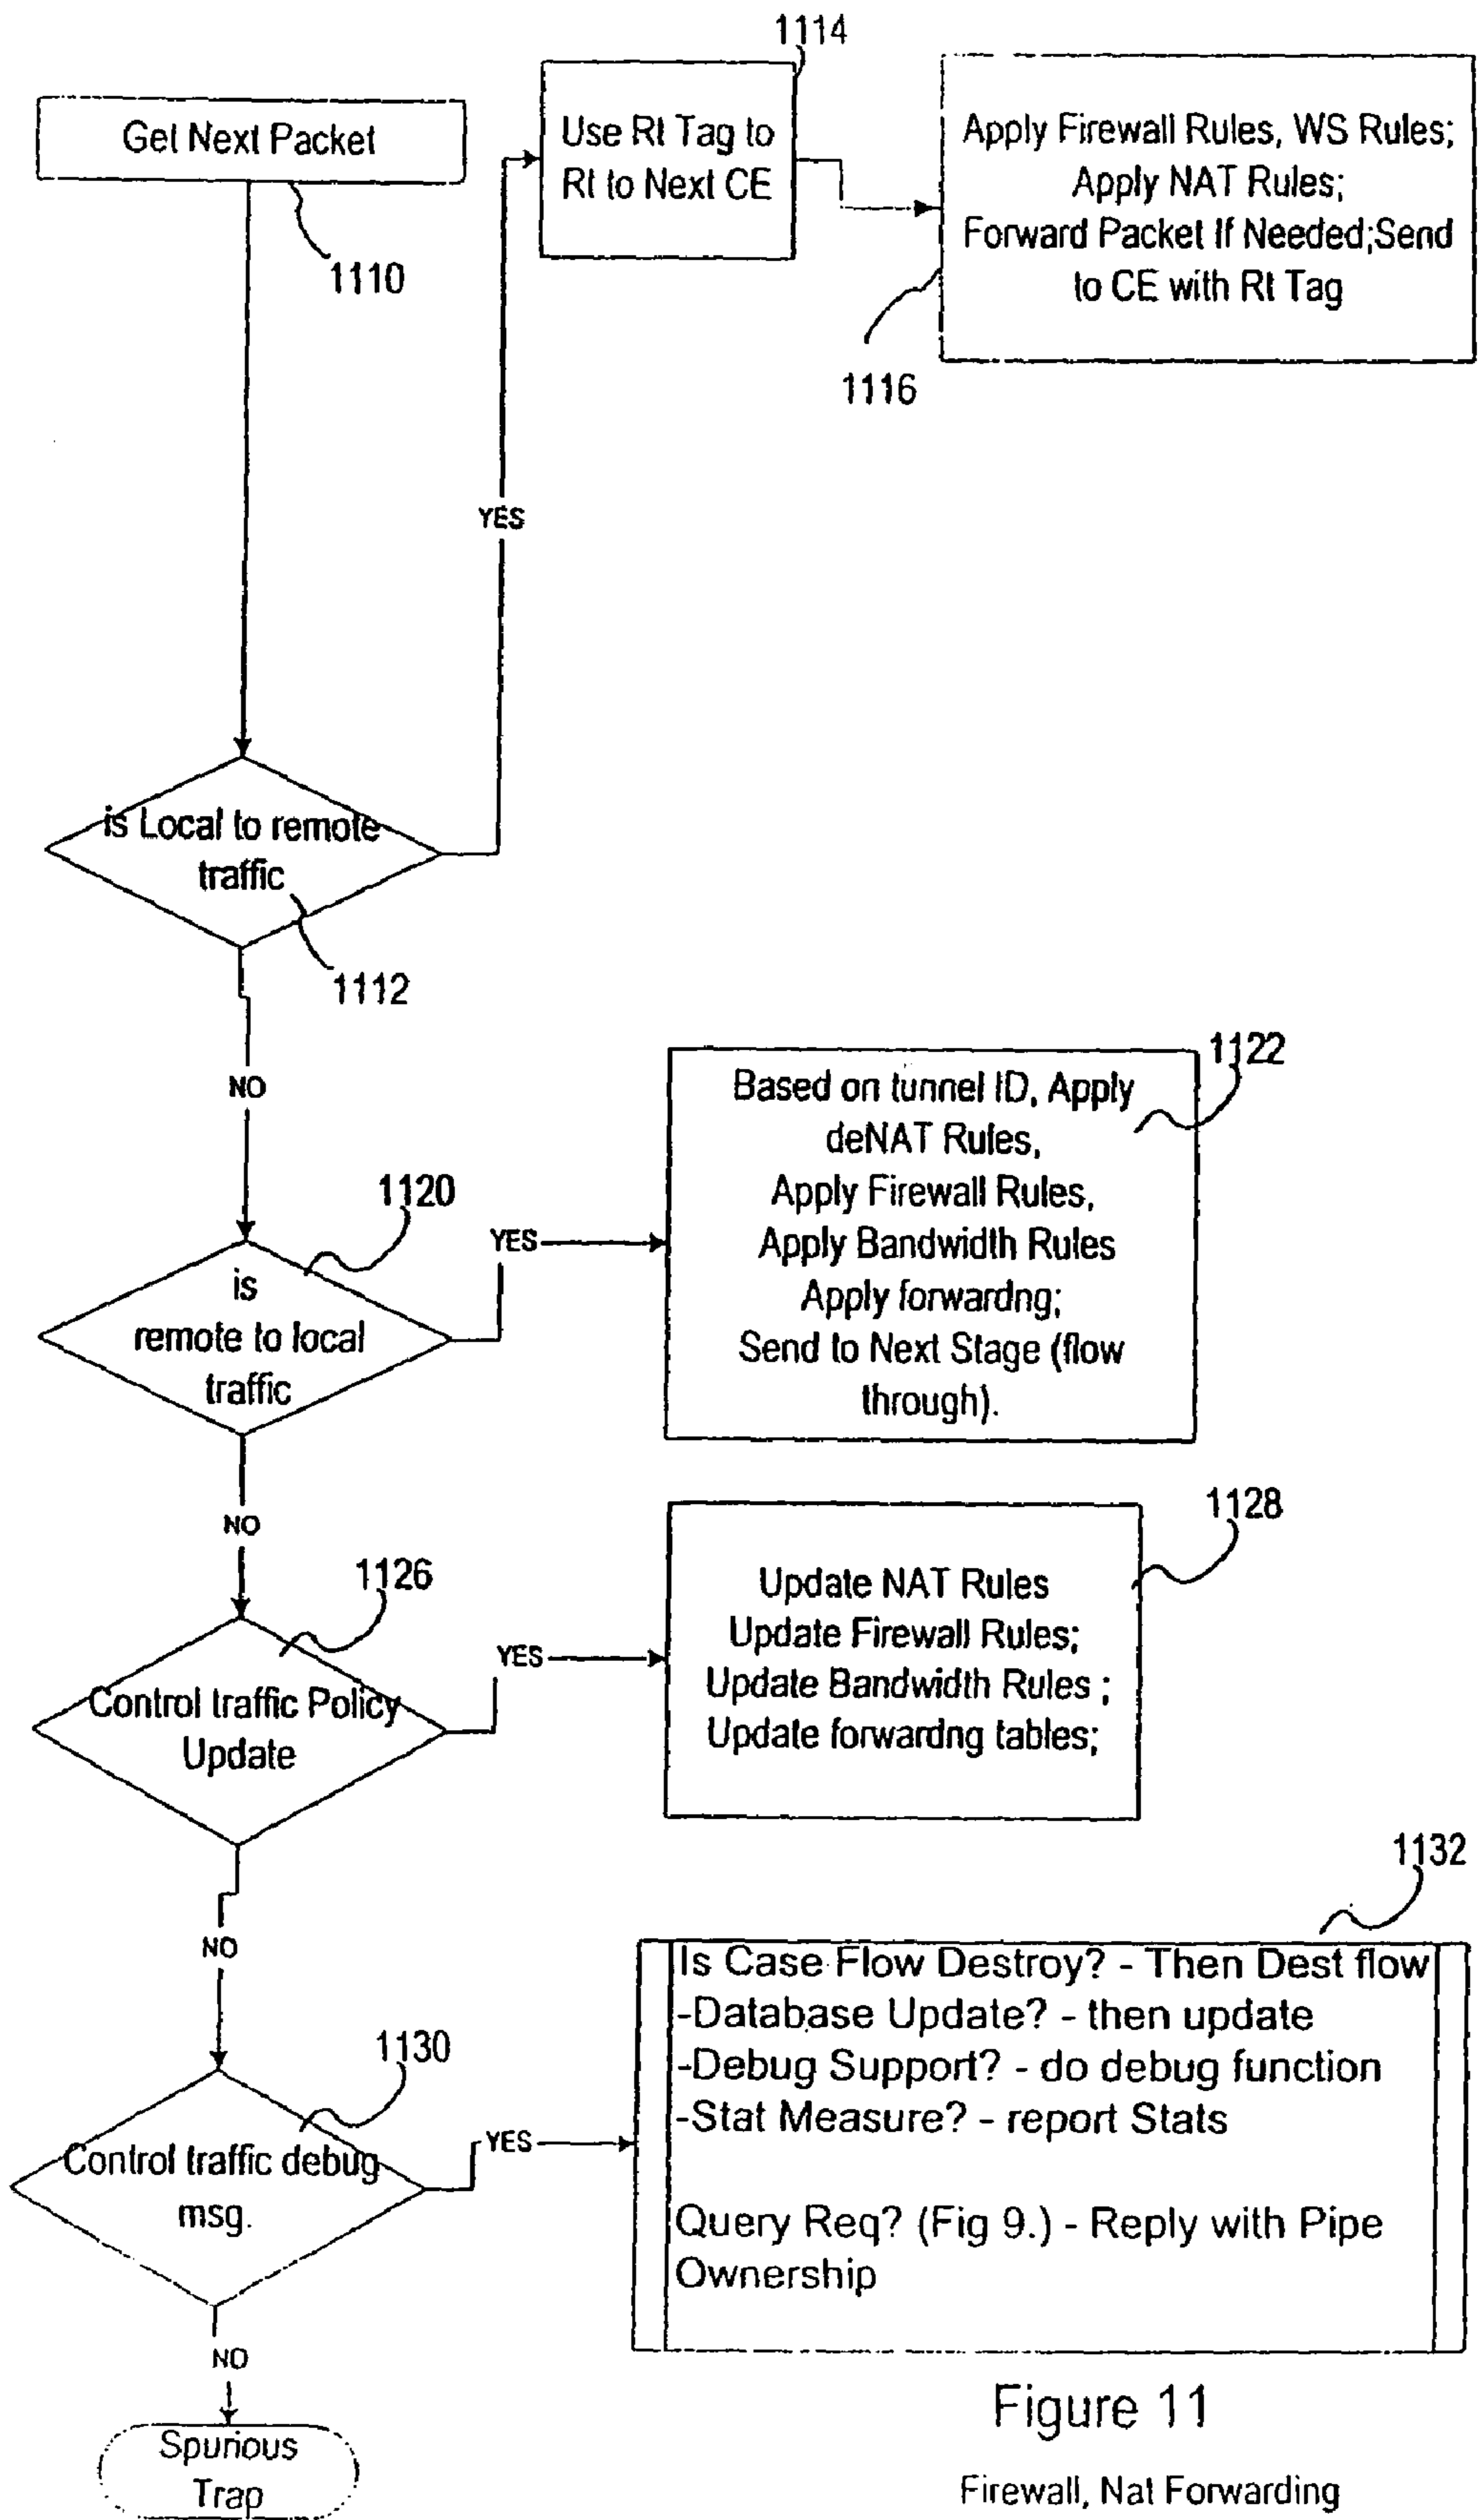 1114
Get Next Packet
1110
Use Rt Tag to
Rt to Next CE
Apply Firewall Rules, WS Rules;
Apply NAT Rules;
Forward Packet If Needed;Send
to CE with Rt Tag
1116
YES
is Local to remote
traffic
1112
NO
1122
Based on tunnel ID, Apply
deNAT Rules,
Apply Firewall Rules,
Apply Bandwidth Rules
Apply forwardng;
Send to Next Stage (flow
through).
1120
YES
is
remote to local
traffic
NO
1128
Update NAT Rules
Update Firewall Rules;
Update Bandwidth Rules ;
Update forwardng tables;
1126
YES
Control traffic Policy
Update
NO
1132
Is Case Flow Destroy? - Then Dest flow
-Database Update? - then update
-Debug Support? - do debug function
-Stat Measure? - report Stats
Query Req? (Fig 9.) - Reply with Pipe
Ownership
1130
YES
Control traffic debug
msg.
NO
Spurious
Trap
Figure 11
Firewall, Nat Forwarding